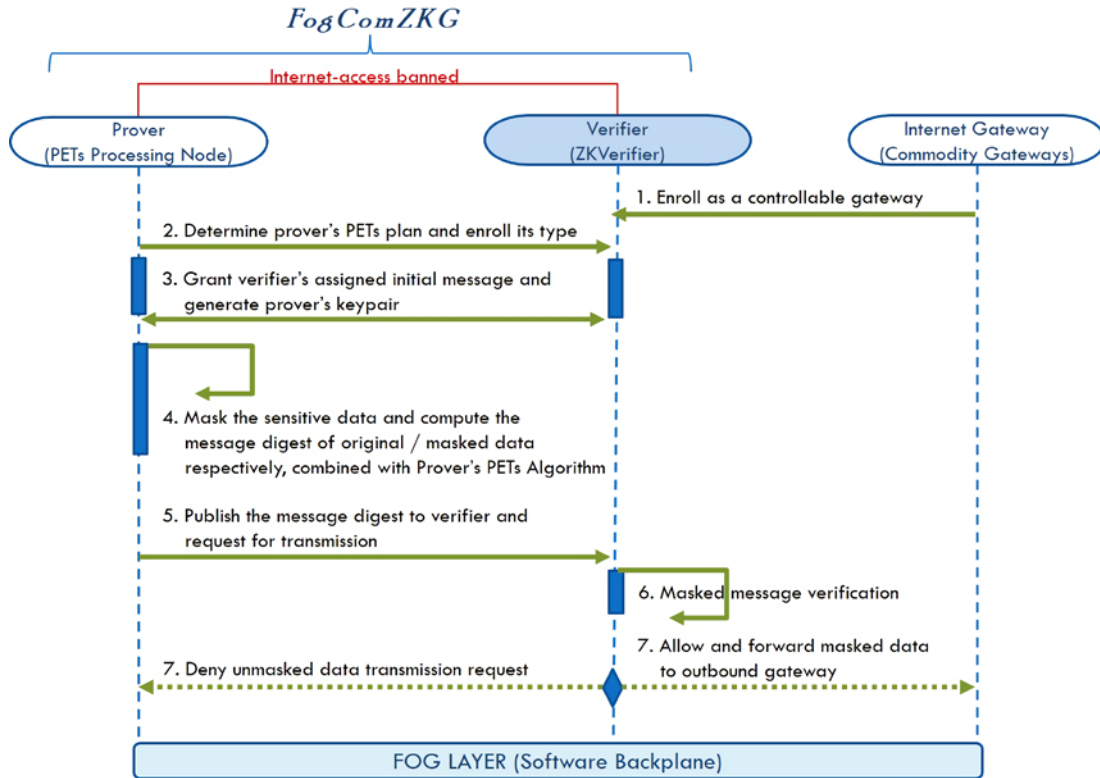 FogComZKG
Internet-access banned
Prover
(PETs Processing Node)
Verifier
(ZKVerifier)
Internet Gateway
(Commodity Gateways)
1. Enroll as a controllable gateway
2. Determine prover's PETs plan and enroll its type
3. Grant verifier's assigned initial message and
generate prover's keypair
4. Mask the sensitive data and compute the
message digest of original / masked data
respectively, combined with Prover's PETs Algorithm
5. Publish the message digest to verifier and
request for transmission
6. Masked message verification
7. Deny unmasked data transmission request
7. Allow and forward masked data
to outbound gateway
FOG LAYER (Software Backplane)